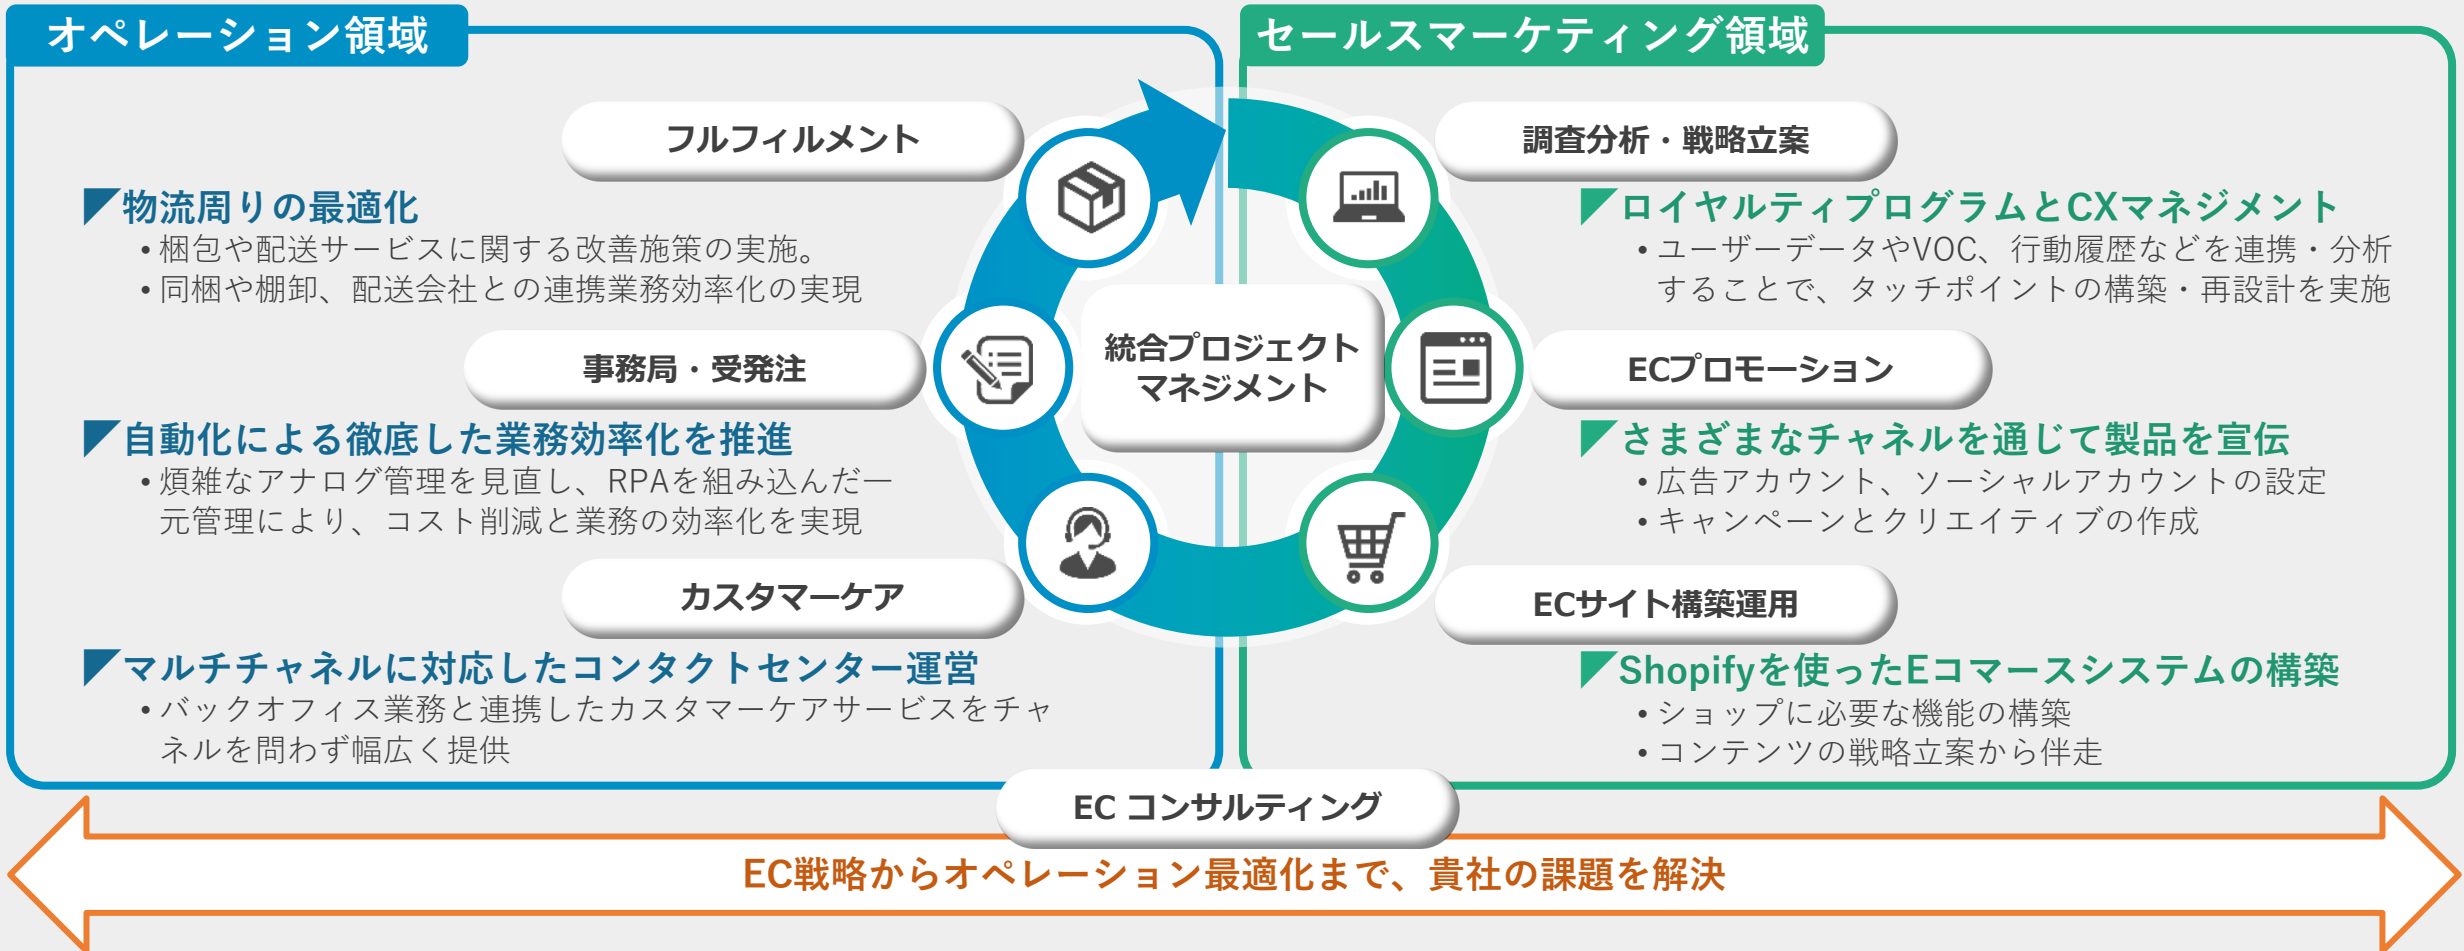 オペレーション領域
フルフィルメント
物流周りの最適化
• 梱包や配送サービスに関する改善施策の実施。
• 同梱や棚卸、配送会社との連携業務効率化の実現
事務局・受発注
自動化による徹底した業務効率化を推進
• 煩雑なアナログ管理を見直し、RPAを組み込んだ一
元管理により、コスト削減と業務の効率化を実現
カスタマーケア
マルチチャネルに対応したコンタクトセンター運営
• バックオフィス業務と連携したカスタマーケアサービスをチャ
ネルを問わず幅広く提供
統合プロジェクト
マネジメント
セールスマーケティング領域
調査分析・戦略立案
ロイヤルティプログラムとCXマネジメント
• ユーザーデータやVOC、行動履歴などを連携・分析
することで、タッチポイントの構築・再設計を実施
ECプロモーション
さまざまなチャネルを通じて製品を宣伝
• 広告アカウント、ソーシャルアカウントの設定
• キャンペーンとクリエイティブの作成
ECサイト構築運用
Shopifyを使ったEコマースシステムの構築
• ショップに必要な機能の構築
• コンテンツの戦略立案から伴走
EC コンサルティング
EC戦略からオペレーション最適化まで、貴社の課題を解決